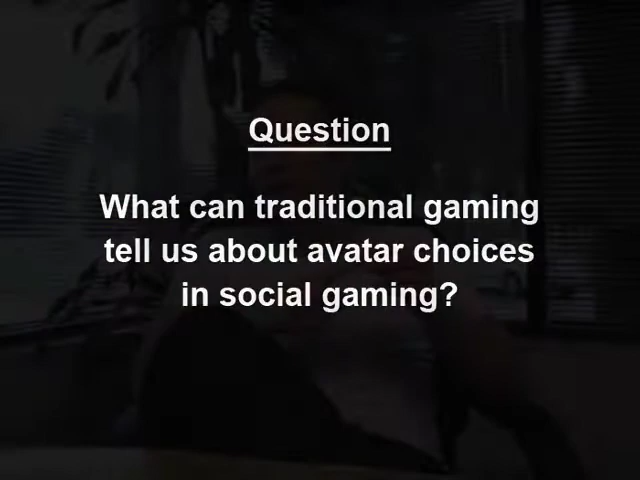 Question
What can traditional gaming
tell us about avatar choices
in social gaming?